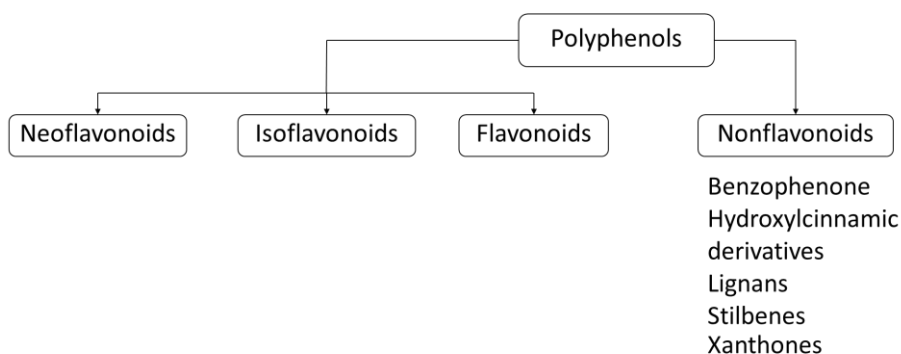 Polyphenols
Neoflavonoids
Isoflavonoids
Flavonoids
Nonflavonoids
Benzophenone
Hydroxylcinnamic
derivatives
Lignans
Stilbenes
Xanthones